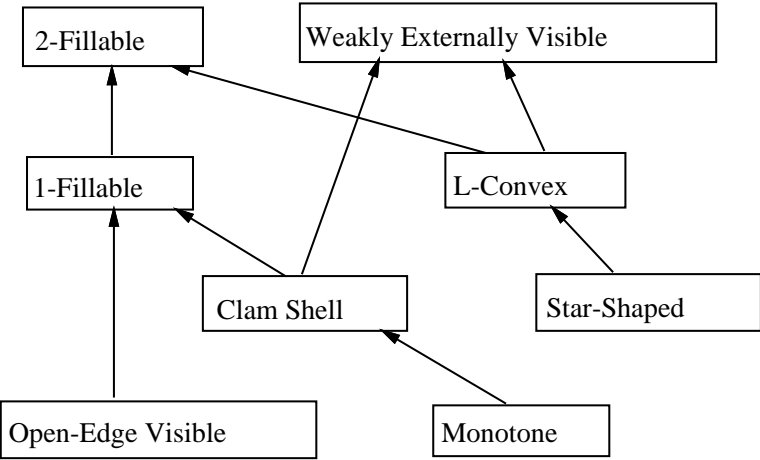 2-Fillable
Weakly Externally Visible
1-Fillable
L-Convex
Clam Shell
Star-Shaped
Open-Edge Visible
Monotone